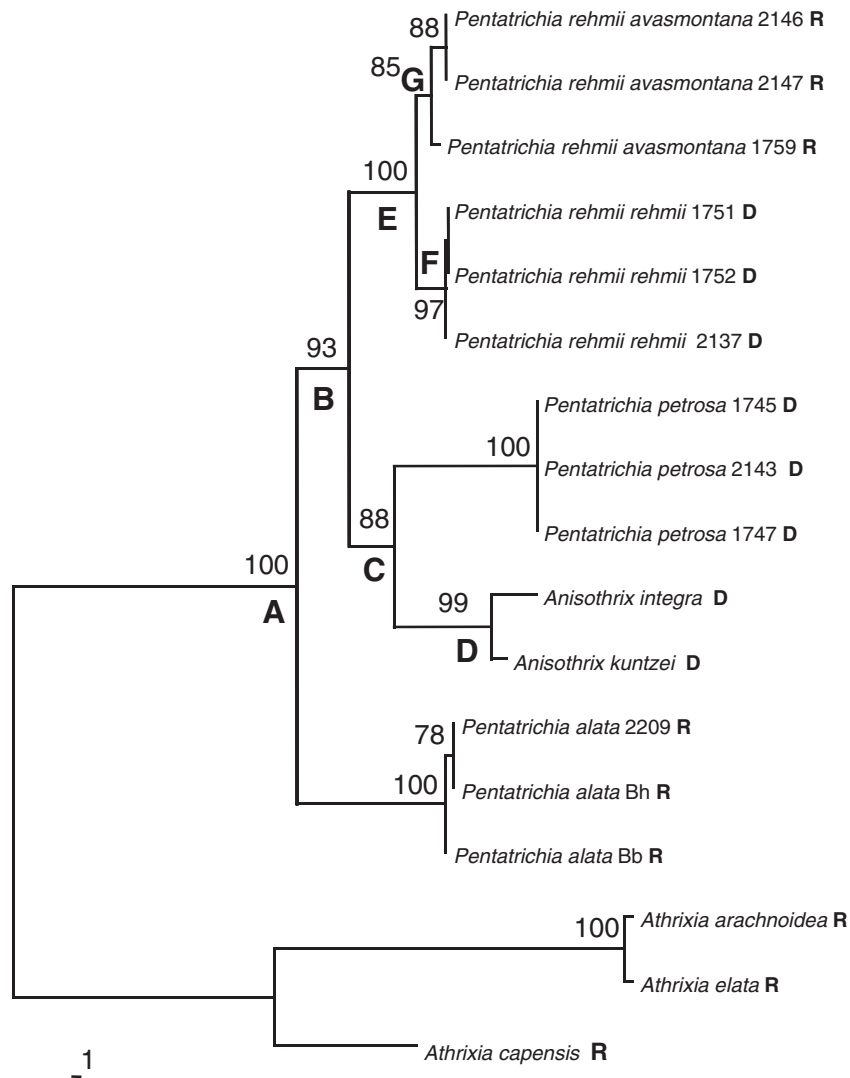 88 Pentatrichia rehmii avasmontana 2146 R
85 G
Pentatrichia rehmii avasmontana 2147 R
Pentatrichia rehmii avasmontana 1759 R
100
E
Pentatrichia rehmii rehmii 1751 D
F
Pentatrichia rehmii rehmii 1752 D
97
Pentatrichia rehmii rehmii 2137 D
93
B
Pentatrichia petrosa 1745 D
100
Pentatrichia petrosa 2143 D
88
Pentatrichia petrosa 1747 D
C
100
A
99 Anisothrix integra D
D Anisothrix kuntzei D
78 Pentatrichia alata 2209 R
100 Pentatrichia alata Bh R
Pentatrichia alata Bb R
100 Athrixia arachnoidea R
Athrixia elata R
Athrixia capensis R
1